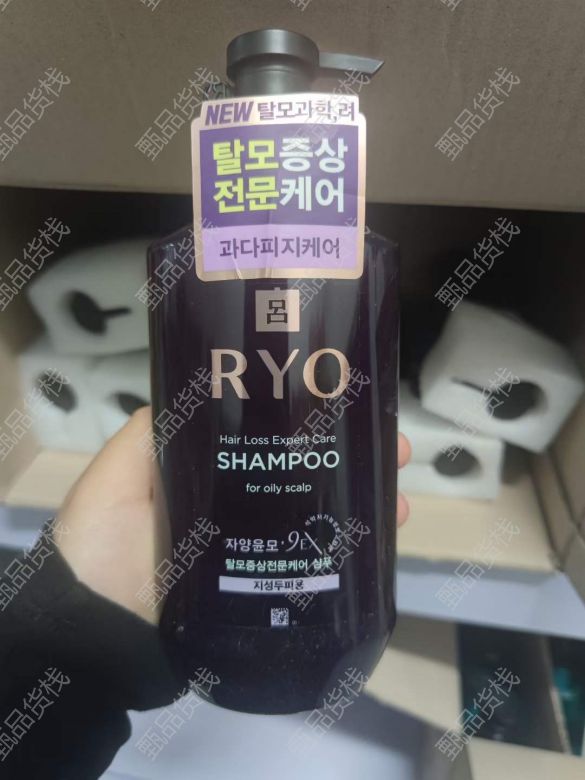 NEW 탈모과학,려
탈모증상
전문케어
과다피지케어
呂
RYO
Hair Loss Expert Care
SHAMPOO
for oily scalp
자양윤모·9EX
탈모증상전문케어 샴푸
지성두피용
甄品货栈